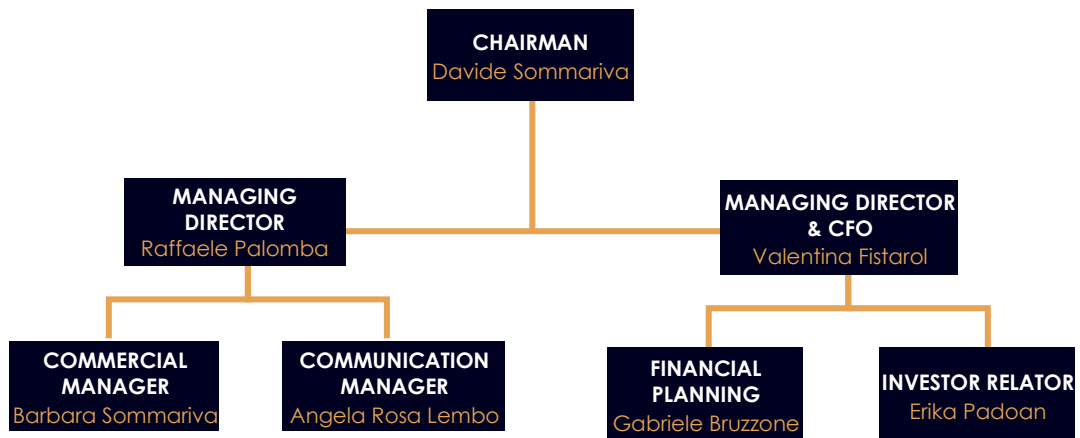 CHAIRMAN
Davide Sommariva
MANAGING
DIRECTOR
Raffaele Palomba
MANAGING DIRECTOR
& CFO
Valentina Fistarol
COMMERCIAL
MANAGER
Barbara Sommariva
COMMUNICATION
MANAGER
Angela Rosa Lembo
FINANCIAL
PLANNING
Gabriele Bruzzone
INVESTOR RELATOR
Erika Padoan